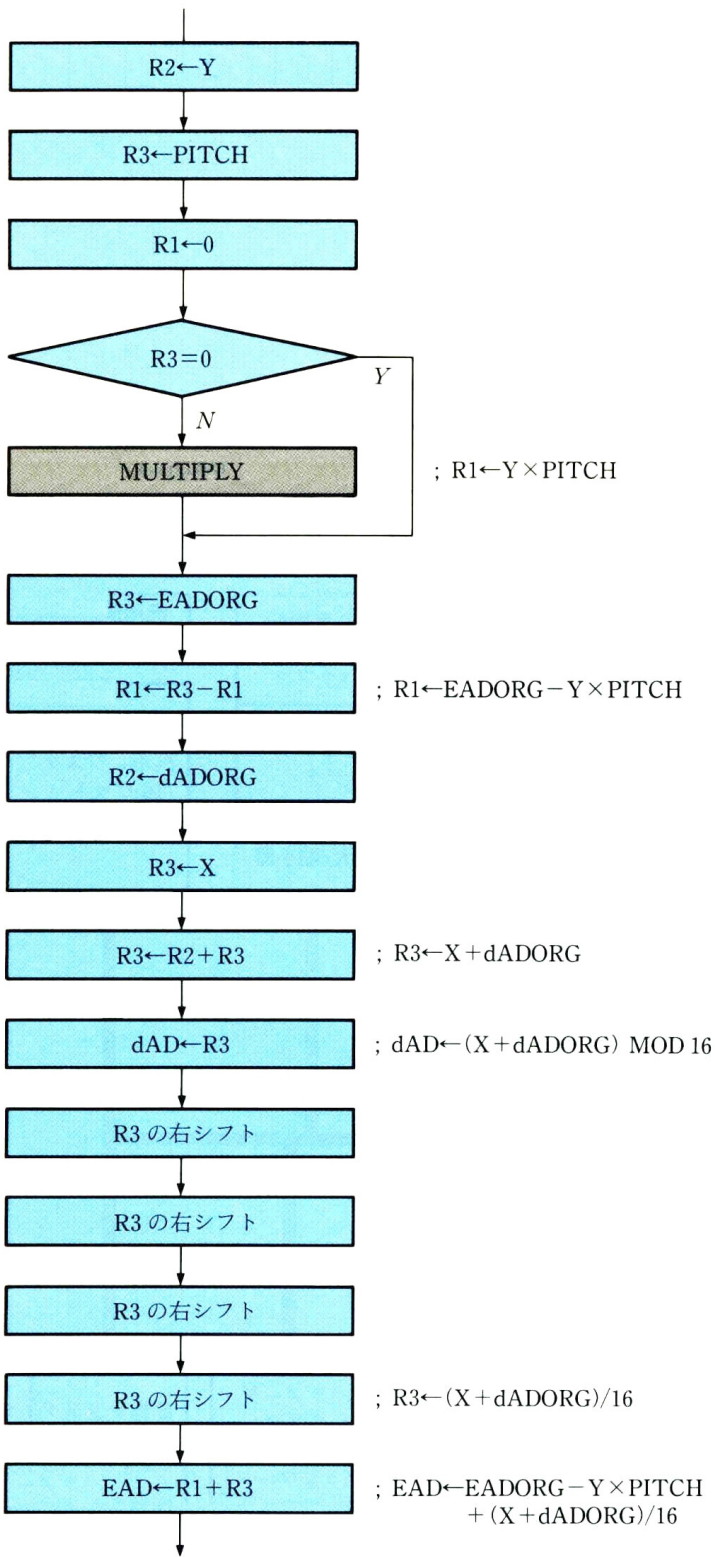 R2←Y
R3←PITCH
R1←0
R3=0
Y
N
MULTIPLY
; R1←Y×PITCH
R3←EADORG
R1←R3−R1
; R1←EADORG−Y×PITCH
R2←dADORG
R3←X
R3←R2+R3
; R3←X+dADORG
dAD←R3
; dAD←(X+dADORG) MOD 16
R3 の右シフト
R3 の右シフト
R3 の右シフト
R3 の右シフト
; R3←(X+dADORG)/16
EAD←R1+R3
; EAD←EADORG−Y×PITCH
+(X+dADORG)/16